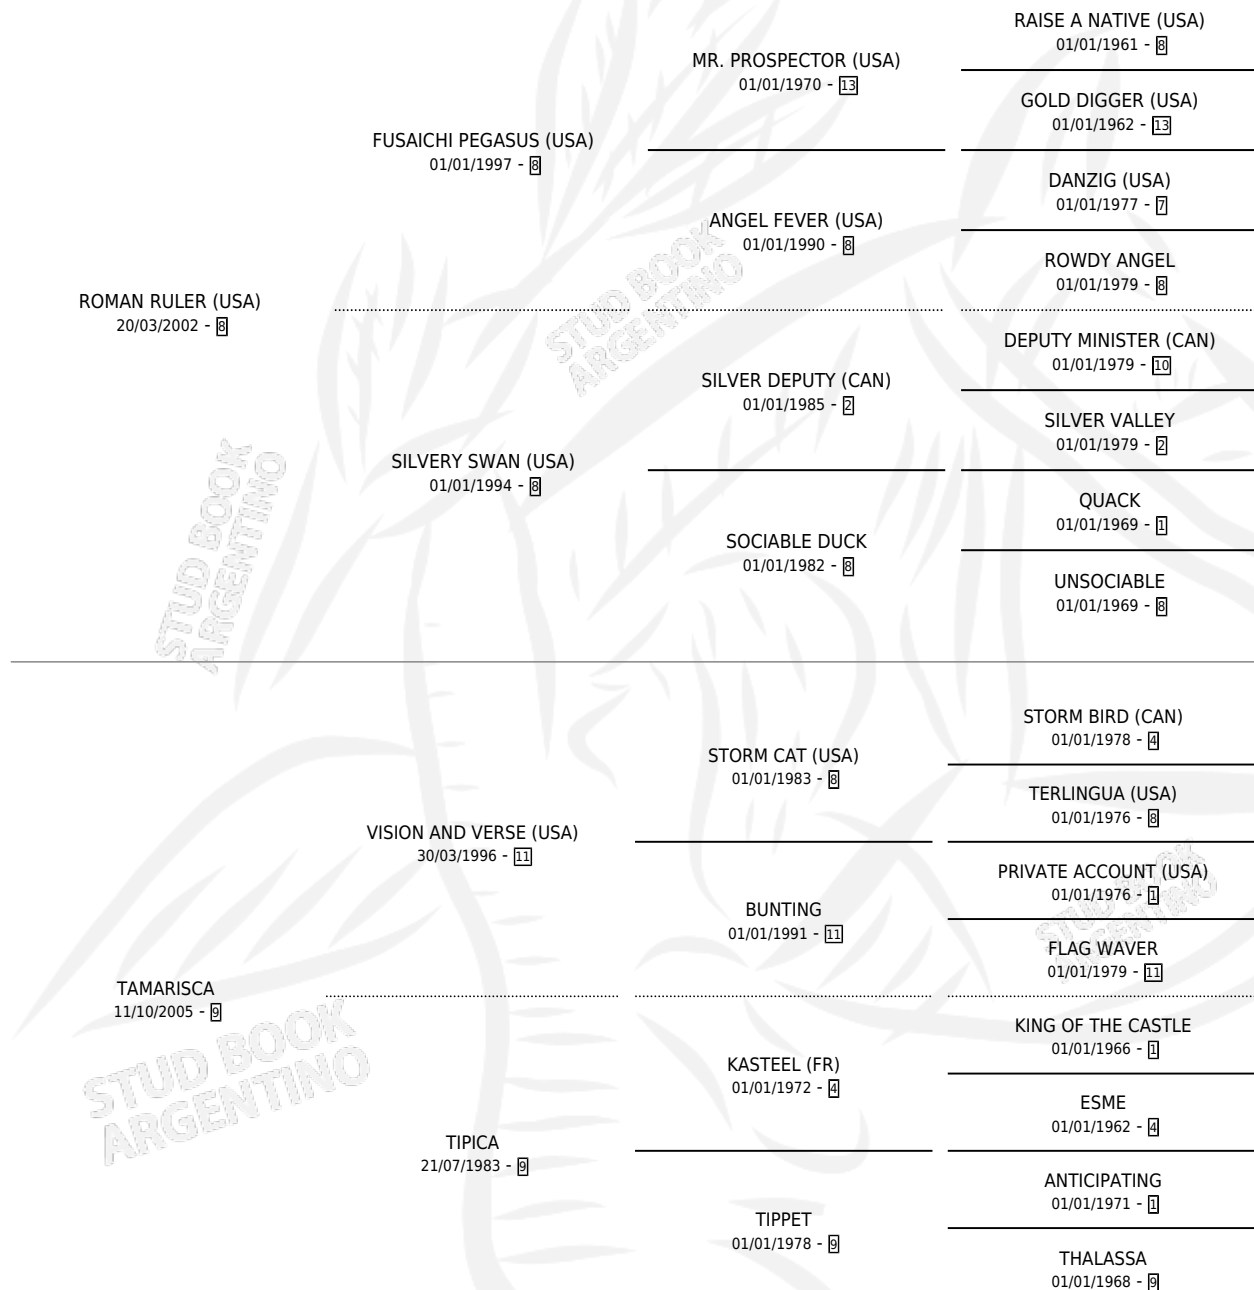 RAISE A NATIVE (USA)
01/01/1961 - 8
MR. PROSPECTOR (USA)
01/01/1970 - 13
GOLD DIGGER (USA)
01/01/1962 - 13
FUSAICHI PEGASUS (USA)
01/01/1997 - 8
DANZIG (USA)
01/01/1977 - 7
ANGEL FEVER (USA)
01/01/1990 - 8
ROWDY ANGEL
01/01/1979 - 8
ROMAN RULER (USA)
20/03/2002 - 8
STUD BOOK
ARGENTINO
DEPUTY MINISTER (CAN)
01/01/1979 - 10
SILVER DEPUTY (CAN)
01/01/1985 - 2
SILVER VALLEY
01/01/1979 - 2
SILVERY SWAN (USA)
01/01/1994 - 8
QUACK
01/01/1969 - 1
SOCIABLE DUCK
01/01/1982 - 8
UNSOCIABLE
01/01/1969 - 8
STUD BOOK
ARGENTINO
STORM BIRD (CAN)
01/01/1978 - 4
STORM CAT (USA)
01/01/1983 - 8
TERLINGUA (USA)
01/01/1976 - 8
VISION AND VERSE (USA)
30/03/1996 - 11
PRIVATE ACCOUNT (USA)
01/01/1976 - 1
BUNTING
01/01/1991 - 11
STUD BOOK
ARGENTINO
FLAG WAVER
01/01/1979 - 11
TAMARISCA
11/10/2005 - 9
STUD BOOK
ARGENTINO
KING OF THE CASTLE
01/01/1966 - 1
KASTEEL (FR)
01/01/1972 - 4
ESME
01/01/1962 - 4
TIPICA
21/07/1983 - 9
ANTICIPATING
01/01/1971 - 1
TIPPET
01/01/1978 - 9
THALASSA
01/01/1968 - 9